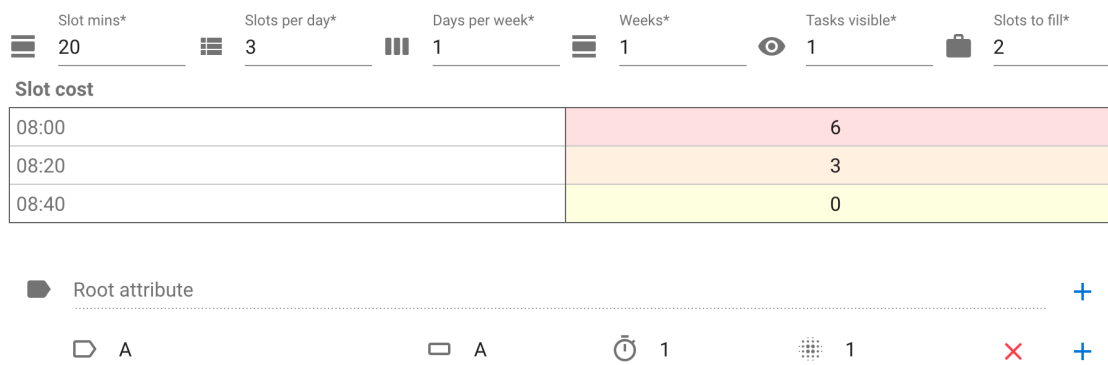 Slot mins* Slots per day* Days per week* Weeks* Tasks visible* Slots to fill*
20 3 1 1 1 2
Slot cost
08:00 6
08:20 3
08:40 0
Root attribute
A A 1 1